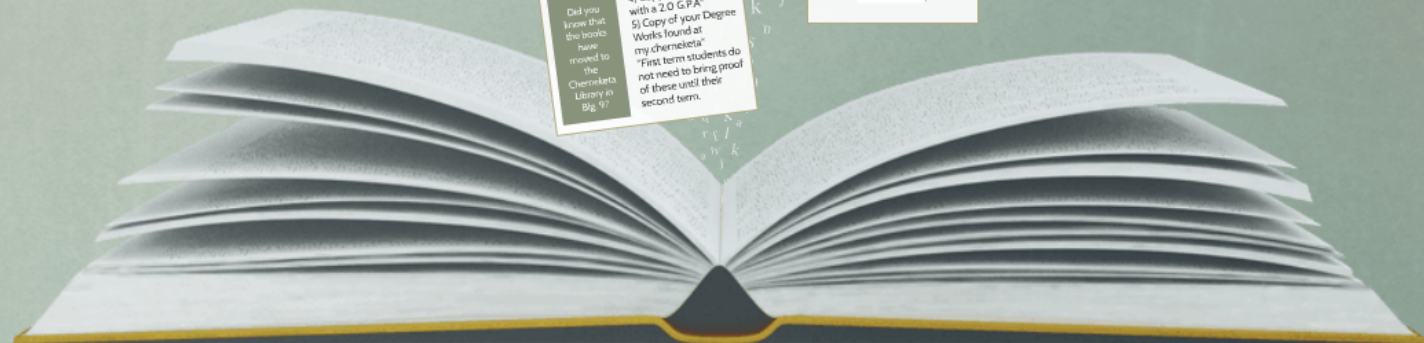 Did you
know that
the books
have
moved to
the
Chemeketa
Library in
Blg. 9?
with a 2.0 G.P.A"
5) Copy of your Degree
Works found at
my.chemeketa"
"First term students do
not need to bring proof
of these until their
second term.
k
n
s
r
k
a
w
k